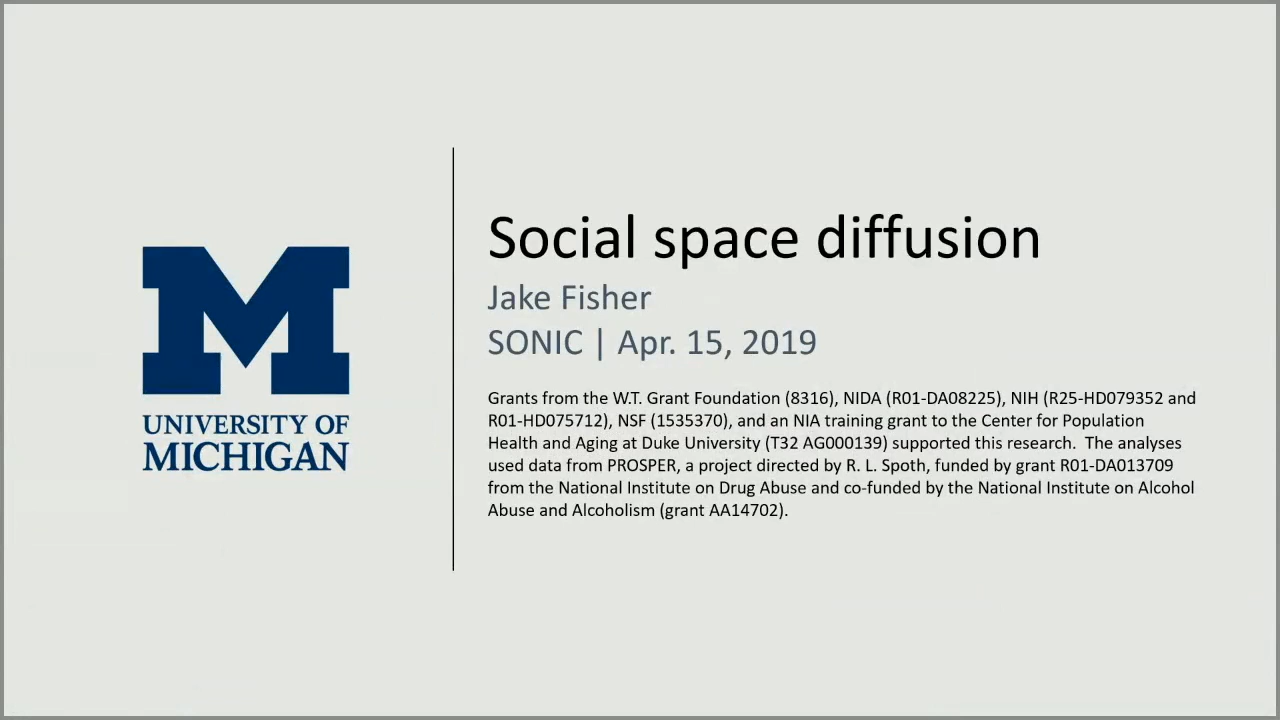 M
UNIVERSITY OF
MICHIGAN
Social space diffusion
Jake Fisher
SONIC | Apr. 15, 2019
Grants from the W.T. Grant Foundation (8316), NIDA (R01-DA08225), NIH (R25-HD079352 and
R01-HD075712), NSF (1535370), and an NIA training grant to the Center for Population
Health and Aging at Duke University (T32 AG000139) supported this research.  The analyses
used data from PROSPER, a project directed by R. L. Spoth, funded by grant R01-DA013709
from the National Institute on Drug Abuse and co-funded by the National Institute on Alcohol
Abuse and Alcoholism (grant AA14702).